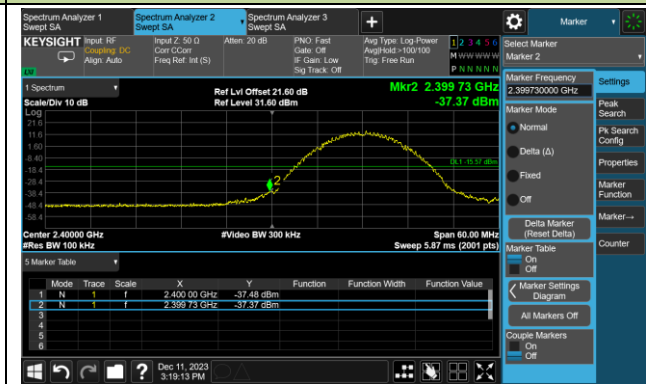 Spectrum Analyzer 1
Swept SA
Spectrum Analyzer 2
Swept SA
Spectrum Analyzer 3
Swept SA
Marker
KEYSIGHT
Input: RF
Coupling: DC
Align: Auto
Input Z: 50 Ω
Corr CCorr
Freq Ref: Int (S)
Atten: 20 dB
PNO: Fast
Gate: Off
IF Gain: Low
Sig Track: Off
Avg Type: Log-Power
Avg|Hold:>100/100
Trig: Free Run
1 2 3 4 5 6
M W W W W W
P N N N N N
Select Marker
Marker 2
1 Spectrum
Scale/Div 10 dB
Log
Ref Lvl Offset 21.60 dB
Ref Level 31.60 dBm
Mkr2 2.399 73 GHz
-37.37 dBm
21.6
11.6
1.60
-8.40
-18.4
-28.4
-38.4
-48.4
-58.4
DL1 -15.57 dBm
2
Center 2.40000 GHz
#Res BW 100 kHz
#Video BW 300 kHz
Span 60.00 MHz
Sweep 5.87 ms (2001 pts)
5 Marker Table
Mode Trace Scale X Y Function Function Width Function Value
1 N 1 f 2.400 00 GHz -37.48 dBm
2 N 1 f 2.399 73 GHz -37.37 dBm
3
4
5
6
Dec 11, 2023
3:19:13 PM
Marker Frequency
2.399730000 GHz
Marker Mode
Normal
Delta (Δ)
Fixed
Off
Delta Marker
(Reset Delta)
Marker Table
On
Off
Marker Settings
Diagram
All Markers Off
Couple Markers
On
Off
Settings
Peak
Search
Pk Search
Config
Properties
Marker
Function
Marker→
Counter